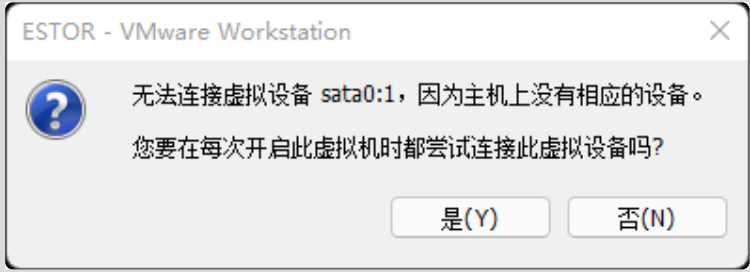 ESTOR - VMware Workstation
无法连接虚拟设备 sata0:1，因为主机上没有相应的设备。
您要在每次开启此虚拟机时都尝试连接此虚拟设备吗?
是(Y)
否(N)